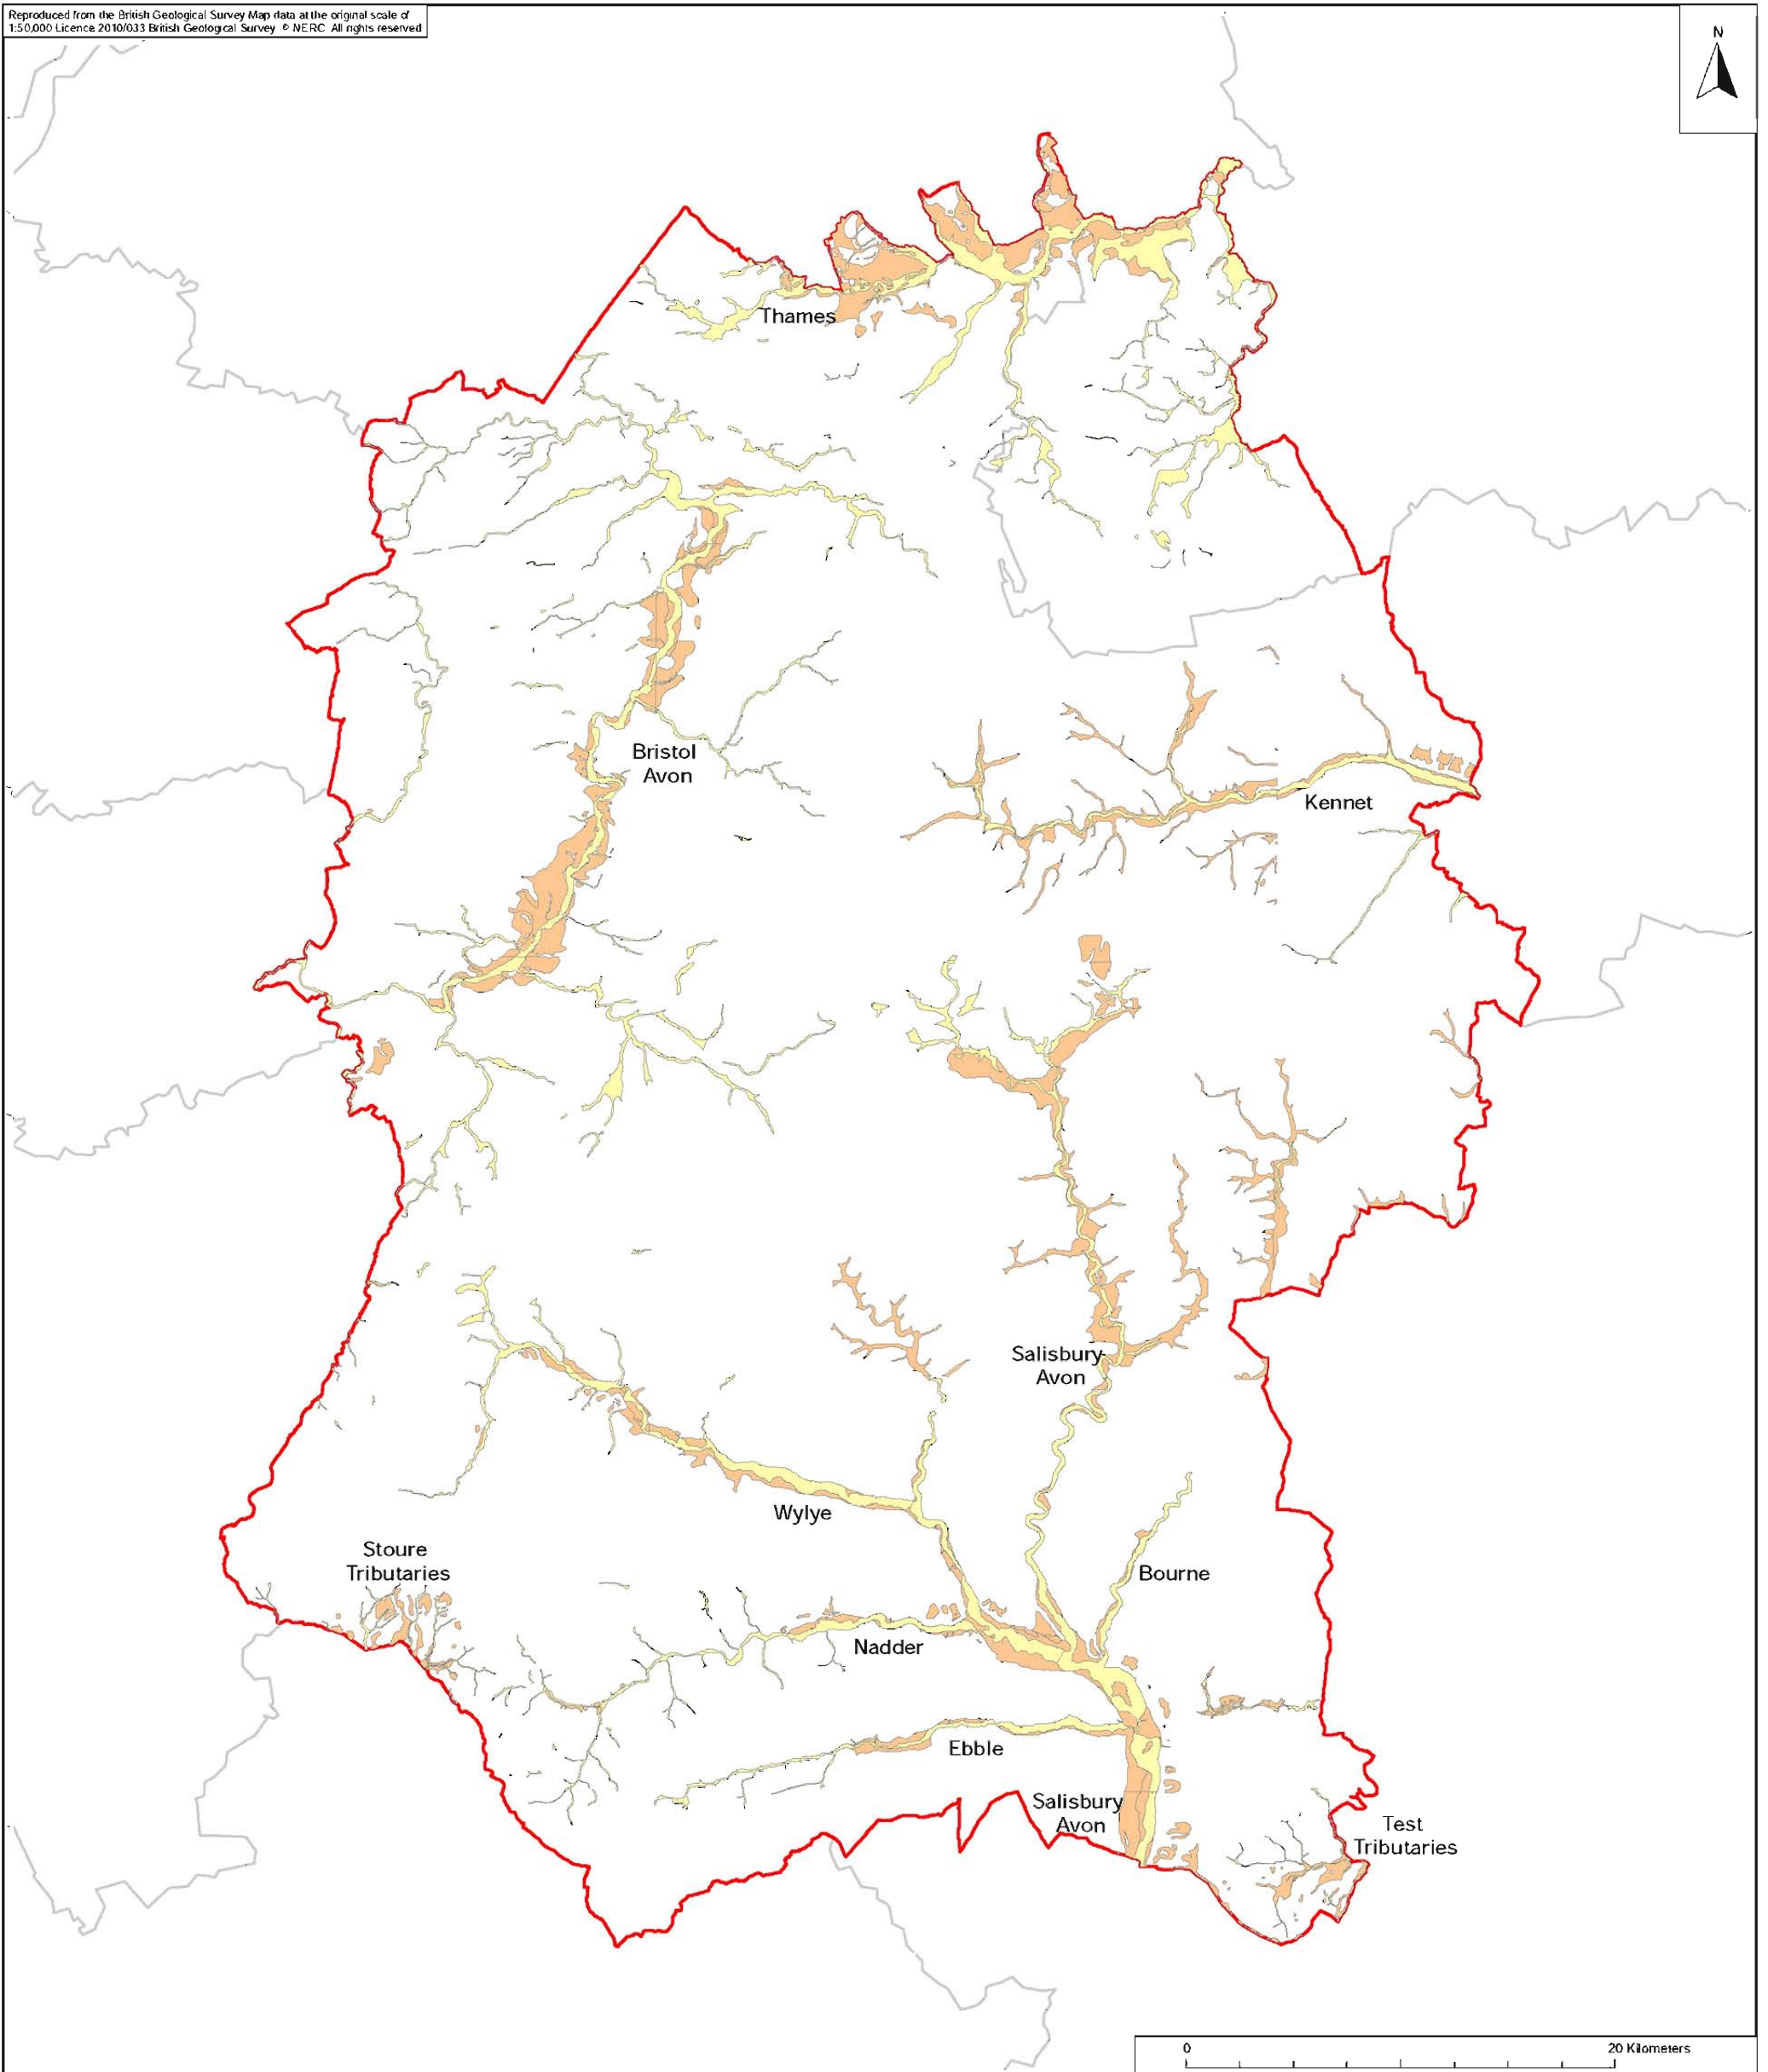 Reproduced from the British Geological Survey Map data at the original scale of
1:50,000 Licence 2010/033 British Geological Survey © NERC All rights reserved
N
Thames
Bristol
Avon
Kennet
Salisbury
Avon
Wylye
Stoure
Tributaries
Bourne
Nadder
Ebble
Salisbury
Avon
Test
Tributaries
0 20 Kilometers